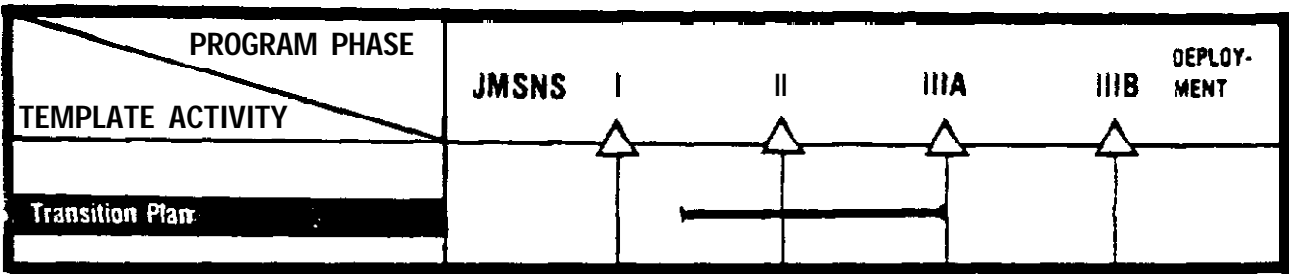 PROGRAM PHASE
TEMPLATE ACTIVITY
JMSNS I II IIIA IIIB DEPLOY-
MENT
Transition Plan